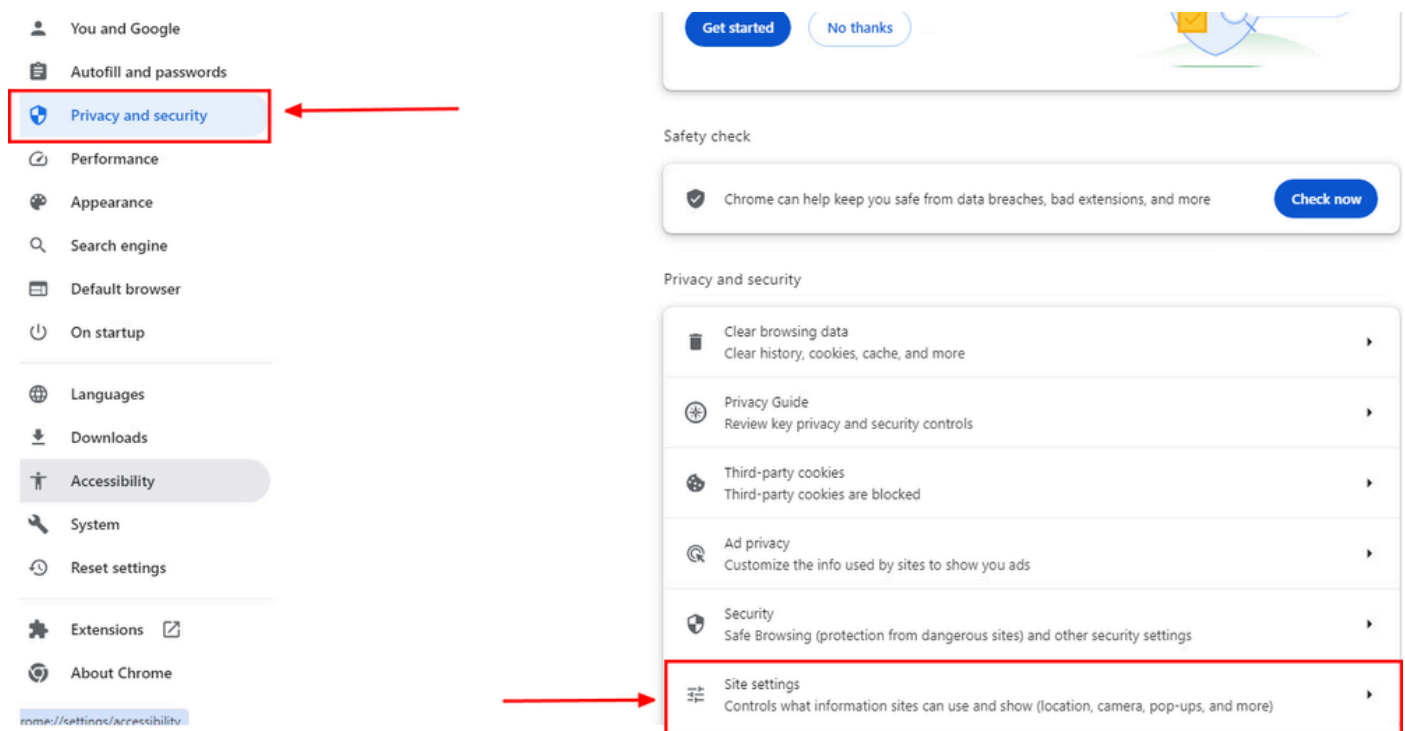 You and Google
Autofill and passwords
Privacy and security
Performance
Appearance
Search engine
Default browser
On startup
Languages
Downloads
Accessibility
System
Reset settings
Extensions
About Chrome
rome://settings/accessibility
Get started
No thanks
Safety check
Chrome can help keep you safe from data breaches, bad extensions, and more
Check now
Privacy and security
Clear browsing data
Clear history, cookies, cache, and more
Privacy Guide
Review key privacy and security controls
Third-party cookies
Third-party cookies are blocked
Ad privacy
Customize the info used by sites to show you ads
Security
Safe Browsing (protection from dangerous sites) and other security settings
Site settings
Controls what information sites can use and show (location, camera, pop-ups, and more)